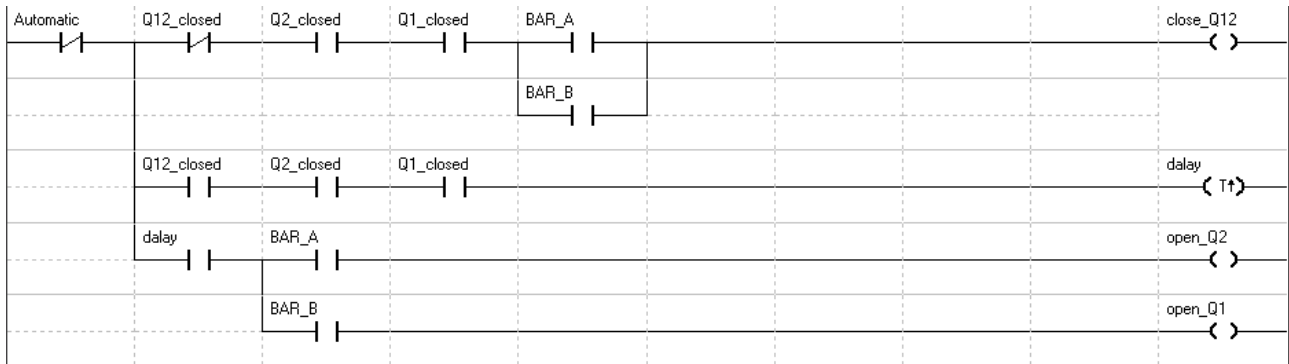 Automatic Q12_closed Q2_closed Q1_closed BAR_A close_Q12
BAR_B
Q12_closed Q2_closed Q1_closed dalay
T↑
dalay BAR_A open_Q2
BAR_B open_Q1